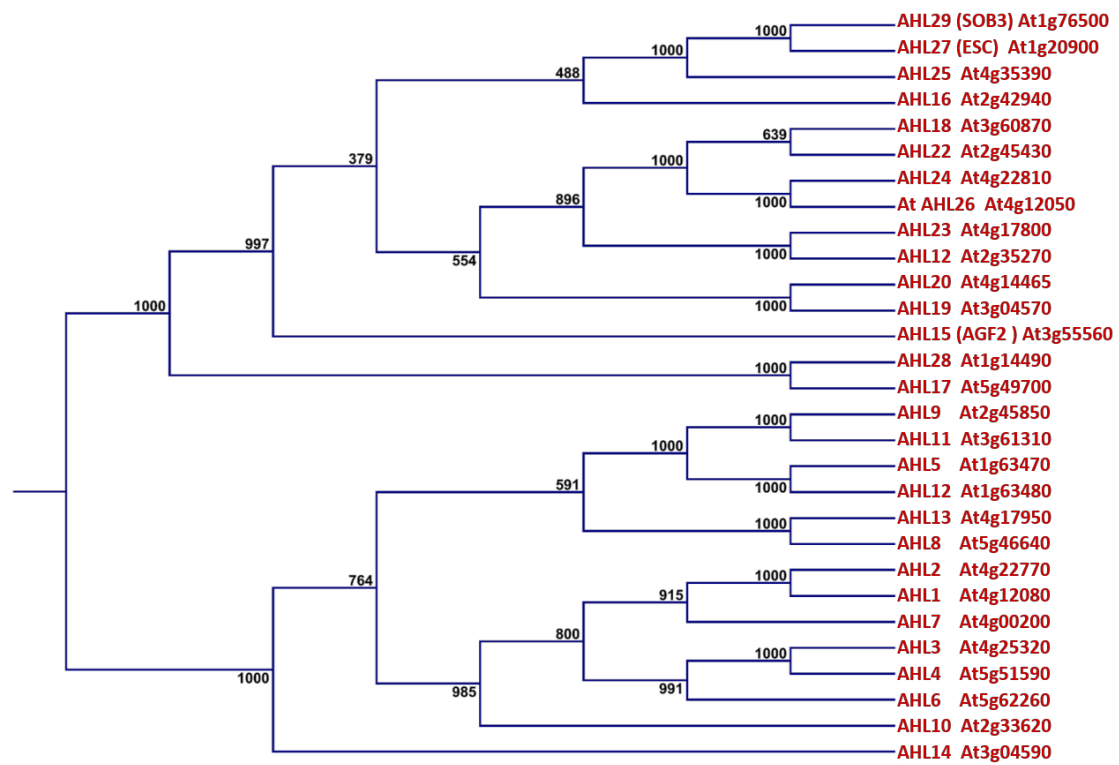 AHL29 (SOB3) At1g76500
1000
AHL27 (ESC) At1g20900
1000
AHL25 At4g35390
488
AHL16 At2g42940
AHL18 At3g60870
639
AHL22 At2g45430
379
1000
AHL24 At4g22810
896
1000
At AHL26 At4g12050
AHL23 At4g17800
997
554
1000
AHL12 At2g35270
AHL20 At4g14465
1000
1000
AHL19 At3g04570
AHL15 (AGF2 ) At3g55560
AHL28 At1g14490
1000
AHL17 At5g49700
AHL9 At2g45850
1000
AHL11 At3g61310
1000
AHL5 At1g63470
591
1000
AHL12 At1g63480
AHL13 At4g17950
1000
AHL8 At5g46640
764
AHL2 At4g22770
1000
AHL1 At4g12080
915
AHL7 At4g00200
800
AHL3 At4g25320
1000
AHL4 At5g51590
1000
985
991
AHL6 At5g62260
AHL10 At2g33620
AHL14 At3g04590